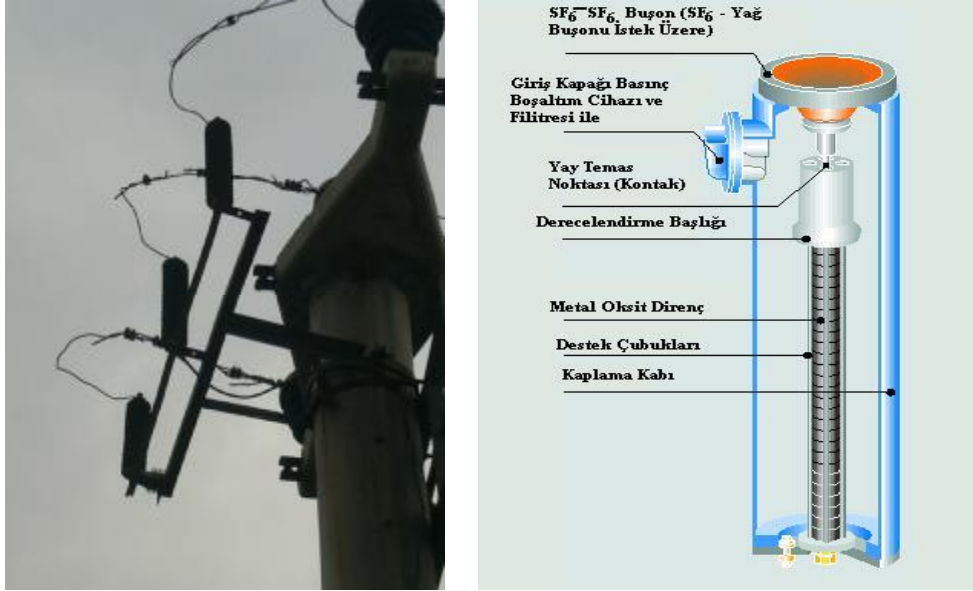 SF6-SF6. Buşon (SF6 - Yağ
Buşonu İstek Üzere)
Giriş Kapağı Basınç
Boşaltım Cihazı ve
Filitresi ile
Yay Temas
Noktası (Kontak)
Derecelendirme Başlığı
Metal Oksit Direnç
Destek Çubukları
Kaplama Kabı